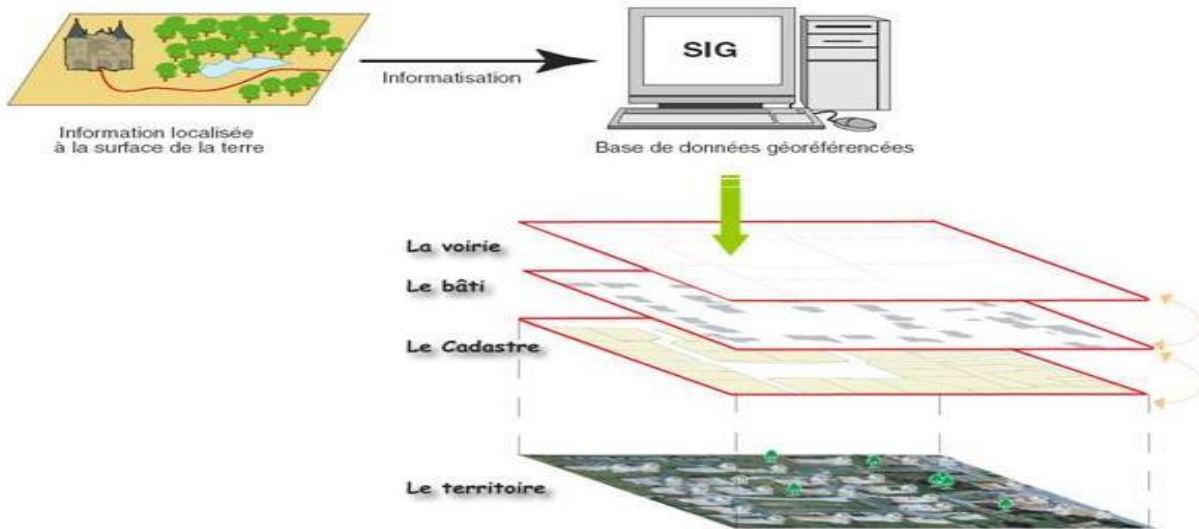 SIG
Informatisation
Information localisée
à la surface de la terre
Base de données géoréférencées
La voirie
Le bâti
Le Cadastre
Le territoire